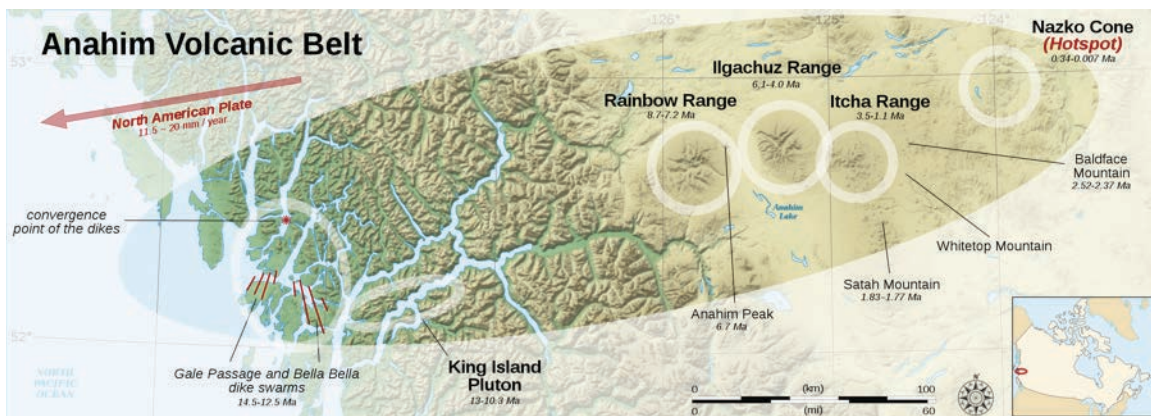 Anahim Volcanic Belt
-126°
-125°
-124°
53°
52°
North American Plate
11.5 – 20 mm / year
Nazko Cone
(Hotspot)
0.34-0.007 Ma
Ilgachuz Range
6.1-4.0 Ma
Rainbow Range
8.7-7.2 Ma
Itcha Range
3.5-1.1 Ma
Baldface
Mountain
2.52-2.37 Ma
Anahim
Lake
convergence
point of the dikes
Whitetop Mountain
Satah Mountain
1.83–1.77 Ma
Anahim Peak
6.7 Ma
Gale Passage and Bella Bella
dike swarms
14.5-12.5 Ma
King Island
Pluton
13-10.3 Ma
NORTH
PACIFIC
OCEAN
0 (km) 100
0 (mi) 60